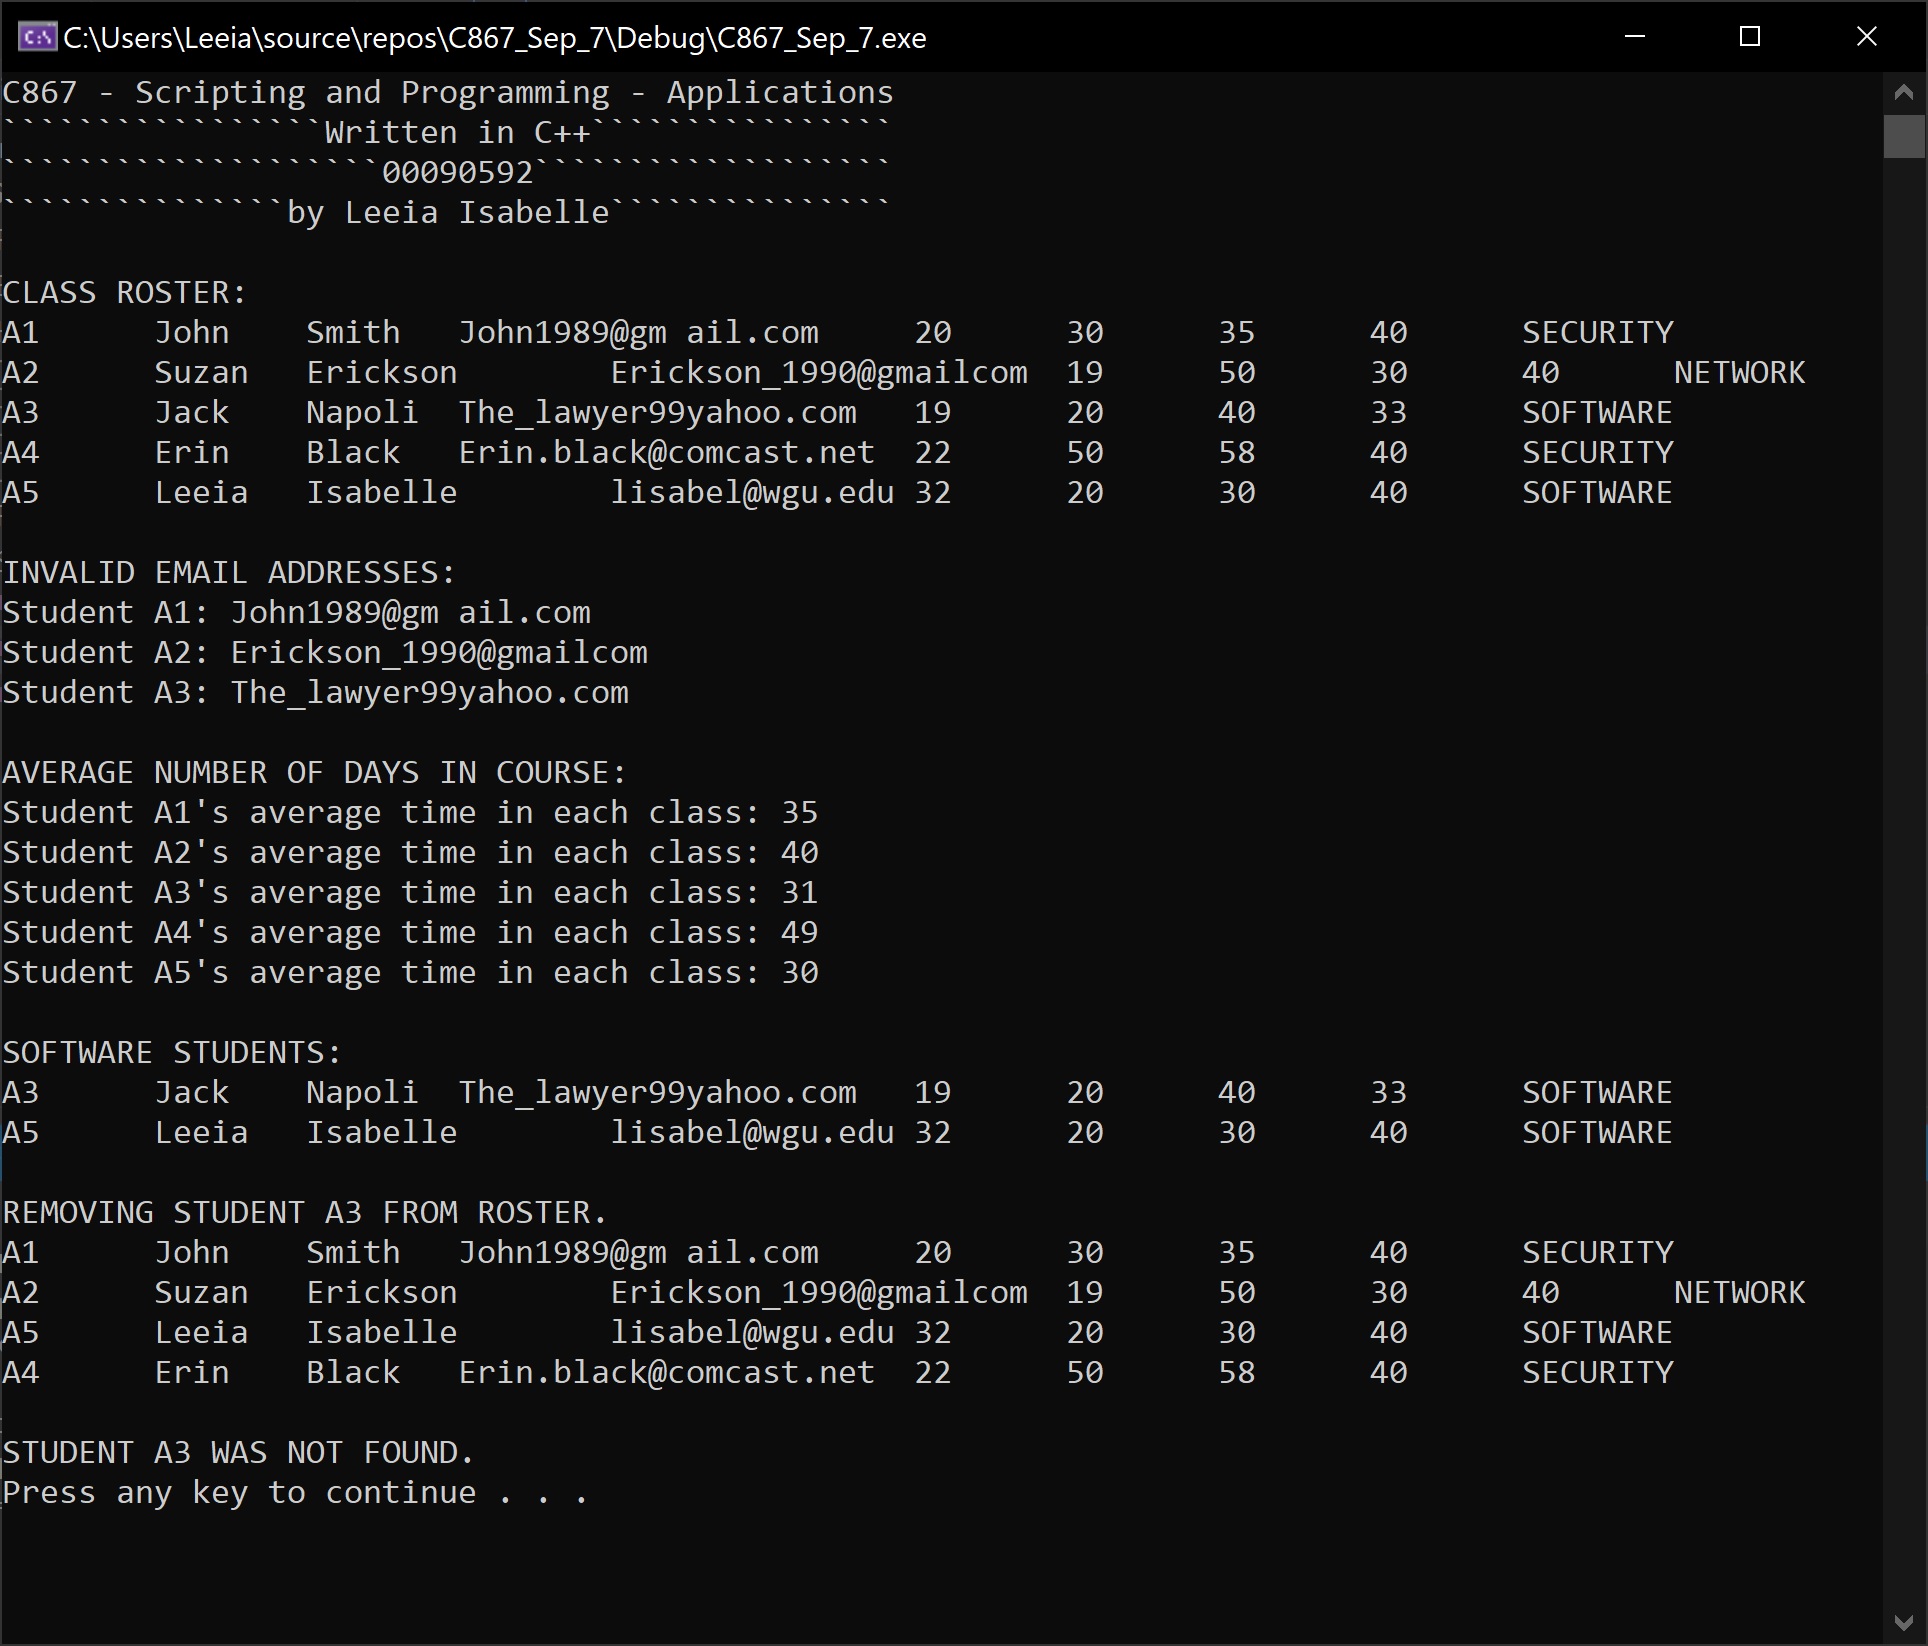 C:\Users\Leeia\source\repos\C867_Sep_7\Debug\C867_Sep_7.exe
C867 - Scripting and Programming - Applications
`````````````````Written in C++````````````````
````````````````````00090592```````````````````
```````````````by Leeia Isabelle```````````````
CLASS ROSTER:
A1 John Smith John1989@gm ail.com 20 30 35 40 SECURITY
A2 Suzan Erickson Erickson_1990@gmailcom 19 50 30 40 NETWORK
A3 Jack Napoli The_lawyer99yahoo.com 19 20 40 33 SOFTWARE
A4 Erin Black Erin.black@comcast.net 22 50 58 40 SECURITY
A5 Leeia Isabelle lisabel@wgu.edu 32 20 30 40 SOFTWARE
INVALID EMAIL ADDRESSES:
Student A1: John1989@gm ail.com
Student A2: Erickson_1990@gmailcom
Student A3: The_lawyer99yahoo.com
AVERAGE NUMBER OF DAYS IN COURSE:
Student A1's average time in each class: 35
Student A2's average time in each class: 40
Student A3's average time in each class: 31
Student A4's average time in each class: 49
Student A5's average time in each class: 30
SOFTWARE STUDENTS:
A3 Jack Napoli The_lawyer99yahoo.com 19 20 40 33 SOFTWARE
A5 Leeia Isabelle lisabel@wgu.edu 32 20 30 40 SOFTWARE
REMOVING STUDENT A3 FROM ROSTER.
A1 John Smith John1989@gm ail.com 20 30 35 40 SECURITY
A2 Suzan Erickson Erickson_1990@gmailcom 19 50 30 40 NETWORK
A5 Leeia Isabelle lisabel@wgu.edu 32 20 30 40 SOFTWARE
A4 Erin Black Erin.black@comcast.net 22 50 58 40 SECURITY
STUDENT A3 WAS NOT FOUND.
Press any key to continue . . .